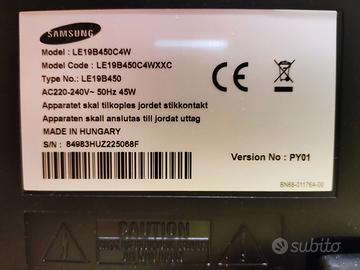 SAMSUNG
Model : LE19B450C4W
Model Code : LE19B450C4WXXC
Type No. : LE19B450
AC220-240V~ 50Hz 45W
Apparatet skal tilkoples jordet stikkontakt
Apparaten skall anslutas till jordat uttag
MADE IN HUNGARY
S/N : 84983HUZ225068F
Version No : PY01
BN68-01176A-00
CE
CAUTION
subito